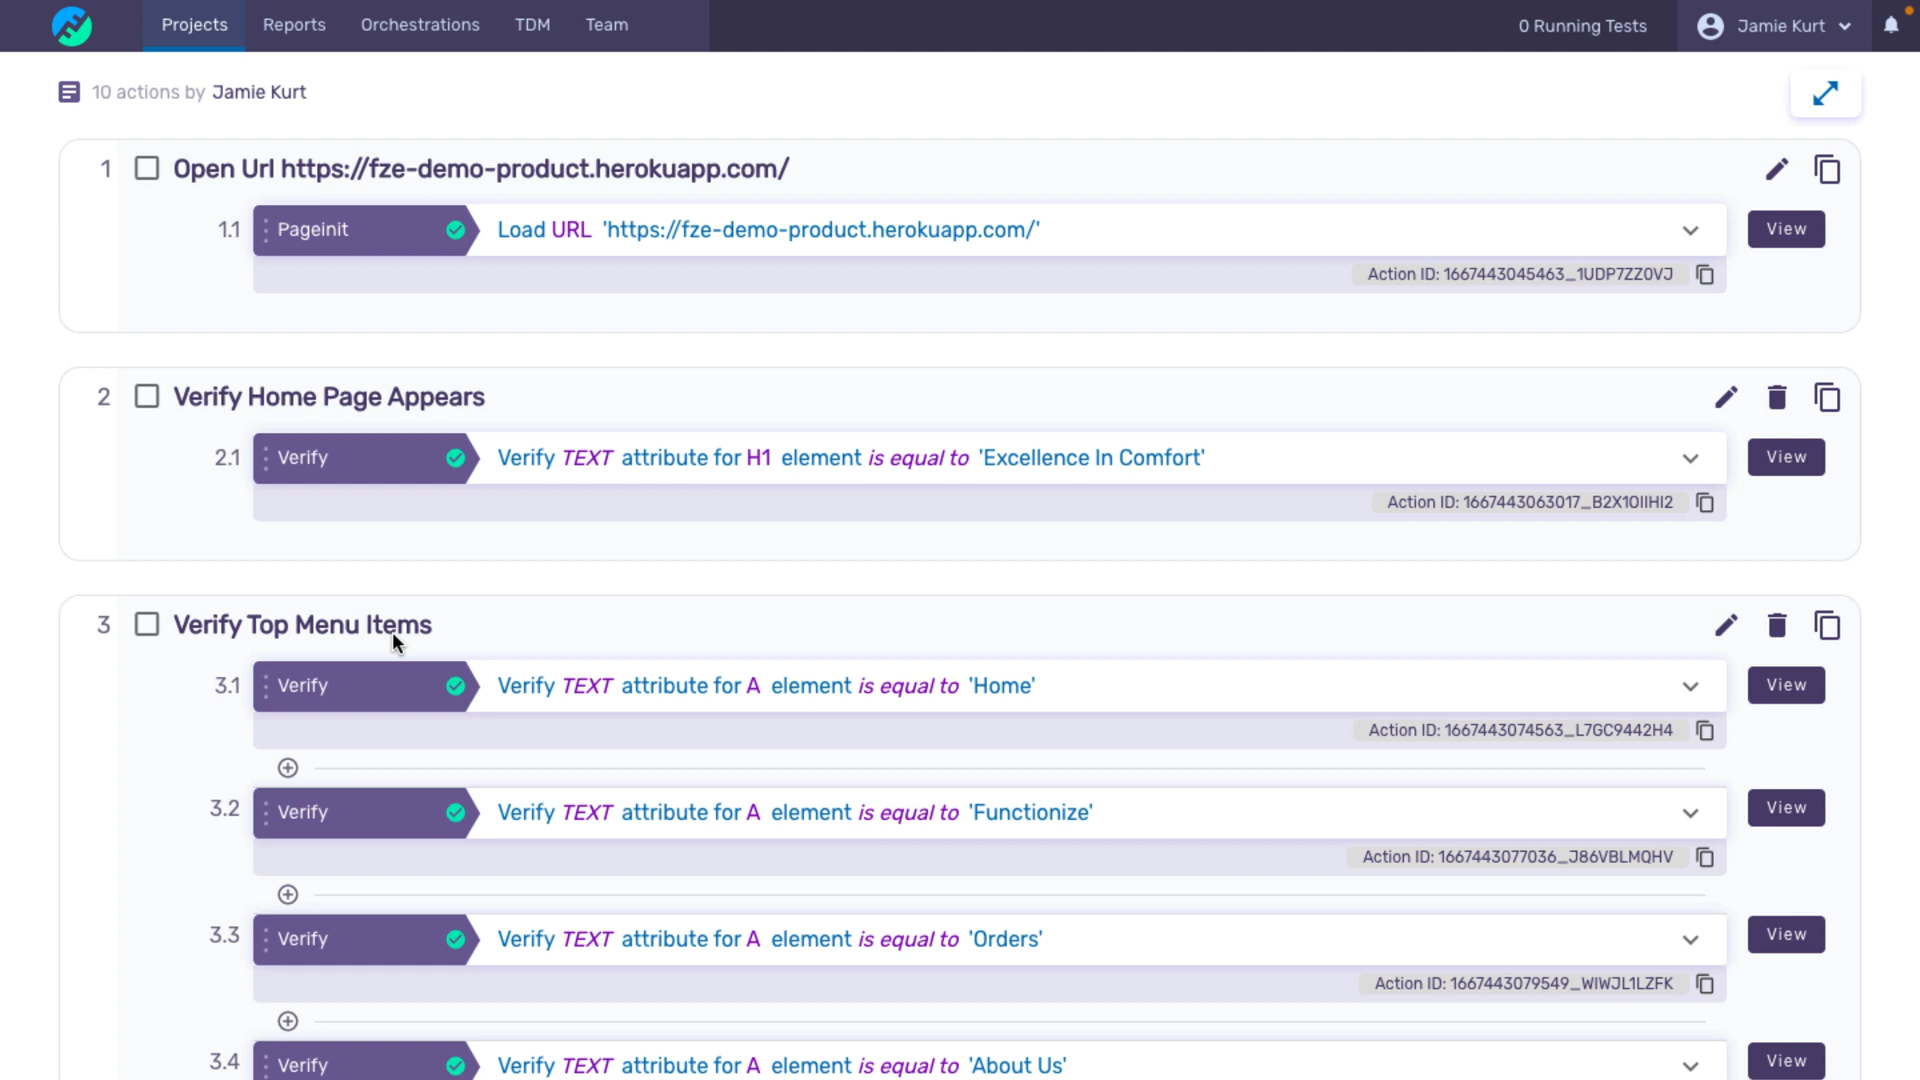 Projects Reports Orchestrations TDM Team 0 Running Tests Jamie Kurt
10 actions by Jamie Kurt
1 Open Url https://fze-demo-product.herokuapp.com/
1.1 Pageinit Load URL 'https://fze-demo-product.herokuapp.com/' View
Action ID: 1667443045463_1UDP7ZZ0VJ
2 Verify Home Page Appears
2.1 Verify Verify TEXT attribute for H1 element is equal to 'Excellence In Comfort' View
Action ID: 1667443063017_B2X1OIIHI2
3 Verify Top Menu Items
3.1 Verify Verify TEXT attribute for A element is equal to 'Home' View
Action ID: 1667443074563_L7GC9442H4
3.2 Verify Verify TEXT attribute for A element is equal to 'Functionize' View
Action ID: 1667443077036_J86VBLMQHV
3.3 Verify Verify TEXT attribute for A element is equal to 'Orders' View
Action ID: 1667443079549_WIWJL1LZFK
3.4 Verify Verify TEXT attribute for A element is equal to 'About Us' View